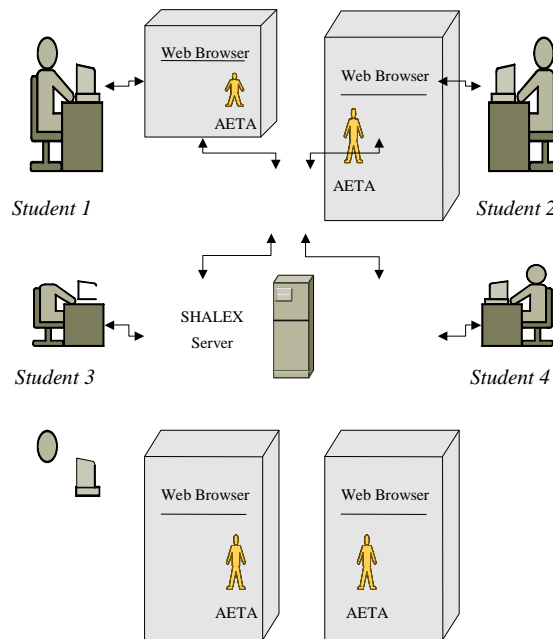 Web Browser
AETA
Web Browser
AETA
Student 1
Student 2
SHALEX
Server
Student 3
Student 4
Web Browser
AETA
Web Browser
AETA